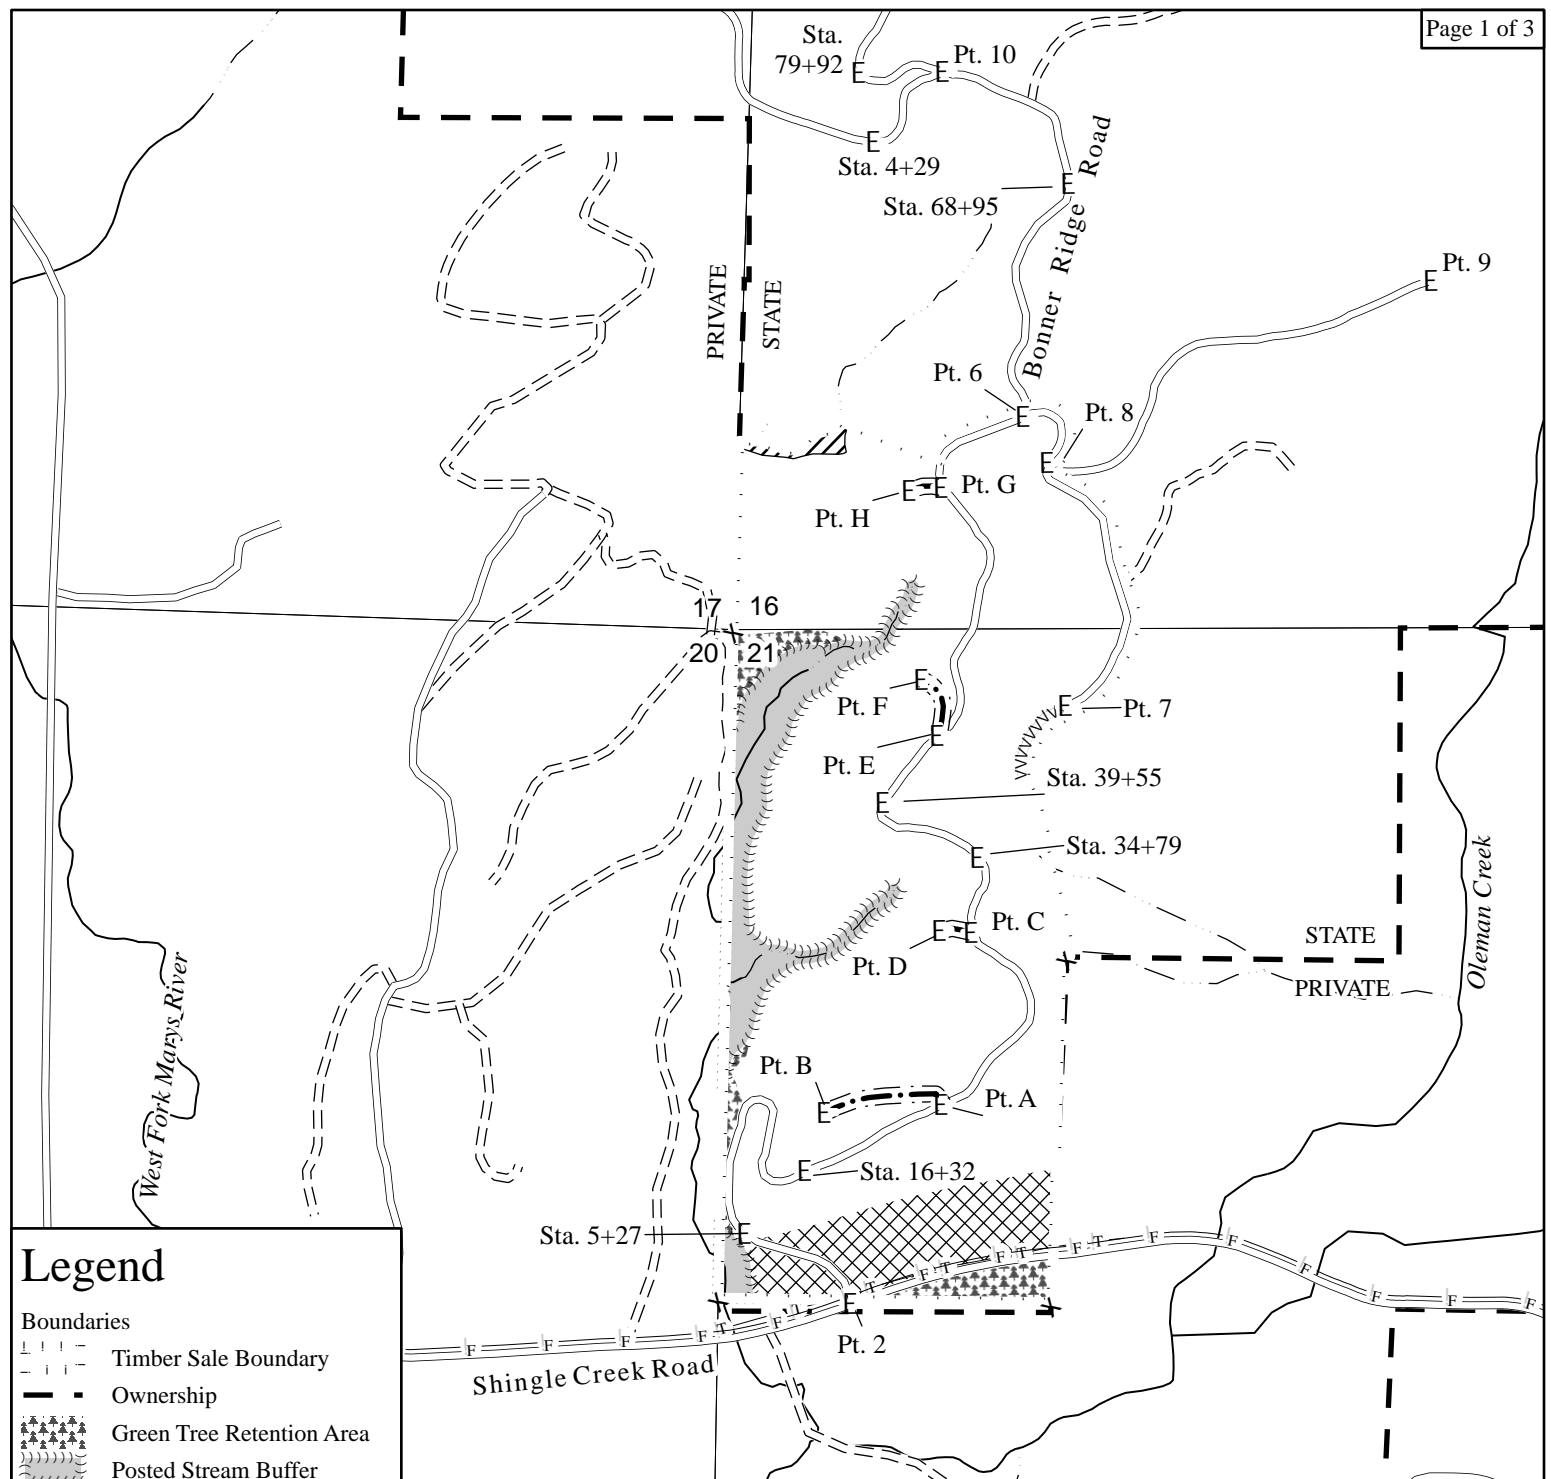 Page 1 of 3
Sta.
79+92
Pt. 10
Sta. 4+29
Sta. 68+95
Bonner Ridge Road
PRIVATE
STATE
Pt. 9
Pt. 6
Pt. 8
Pt. G
Pt. H
17
16
20
21
Pt. F
Pt. 7
Pt. E
Sta. 39+55
Sta. 34+79
Oleman Creek
Pt. C
Pt. D
STATE
PRIVATE
West Fork Marys River
Pt. B
Pt. A
Sta. 16+32
Sta. 5+27
Pt. 2
Shingle Creek Road
Legend
Boundaries
Timber Sale Boundary
Ownership
Green Tree Retention Area
Posted Stream Buffer